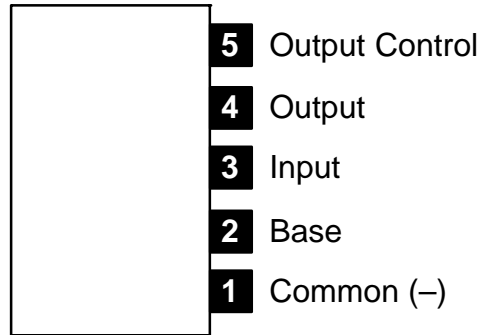 5 Output Control
4 Output
3 Input
2 Base
1 Common (–)